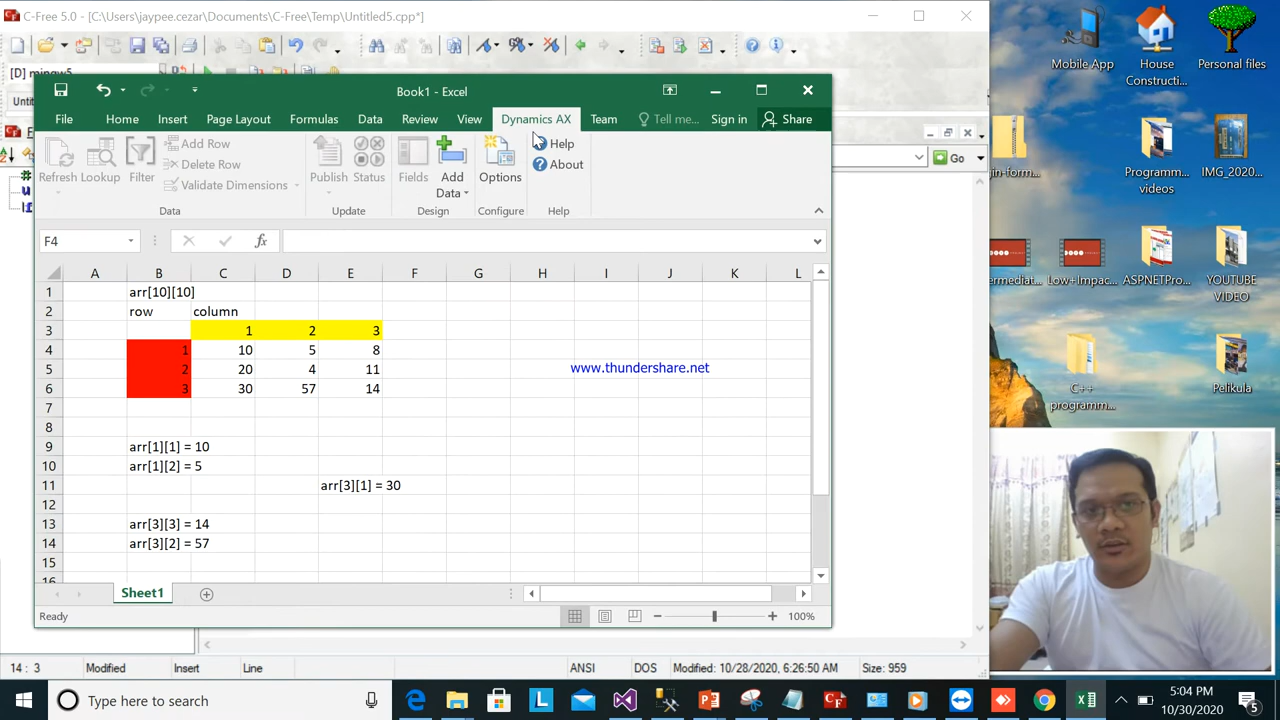 C-Free 5.0 - [C:\Users\jaypee.cezar\Documents\C-Free\Temp\Untitled5.cpp*]
[D] mingw5
Book1 - Excel
File Home Insert Page Layout Formulas Data Review View Dynamics AX Team Tell me... Sign in Share
Refresh Lookup Filter
Add Row
Delete Row
Validate Dimensions
Publish Status
Fields
Add Data
Options
Help
About
Data Update Design Configure Help
F4
fx
A B C D E F G H I J K L
1 arr[10][10]
2 row column
3 1 2 3
4 1 10 5 8
5 2 20 4 11
6 3 30 57 14
7
8
9 arr[1][1] = 10
10 arr[1][2] = 5
11 arr[3][1] = 30
12
13 arr[3][3] = 14
14 arr[3][2] = 57
15
16
www.thundershare.net
Sheet1
Ready
100%
Go
14 : 3 Modified Insert Line ANSI DOS Modified: 10/28/2020, 6:26:50 AM Size: 959
Mobile App
House Constructi...
Personal files
gin-form...
Programm... videos
IMG_2020...
ermediat...
Low+Impac...
ASPNETPro...
YOUTUBE VIDEO
C++ programm...
Pelikula
Type here to search
5:04 PM
10/30/2020
5